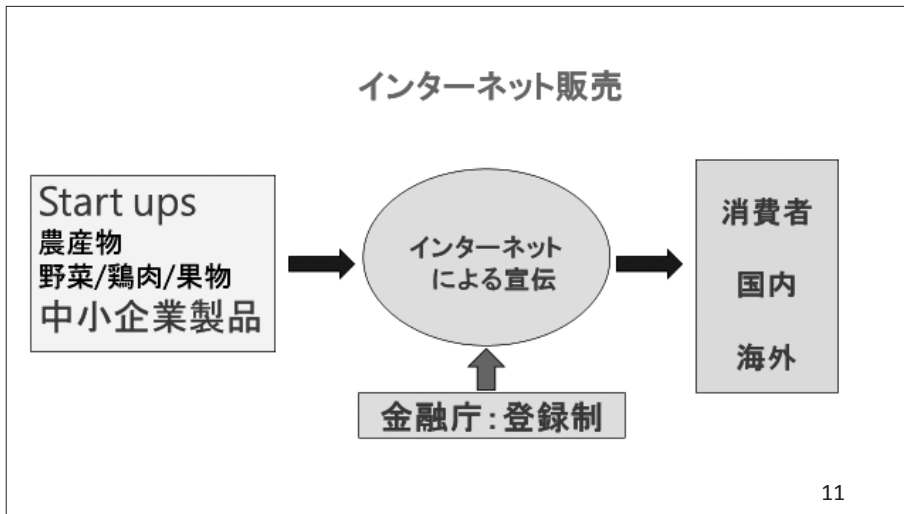 インターネット販売
Start ups
農産物
野菜/鶏肉/果物
中小企業製品
インターネット
による宣伝
消費者
国内
海外
金融庁:登録制
11